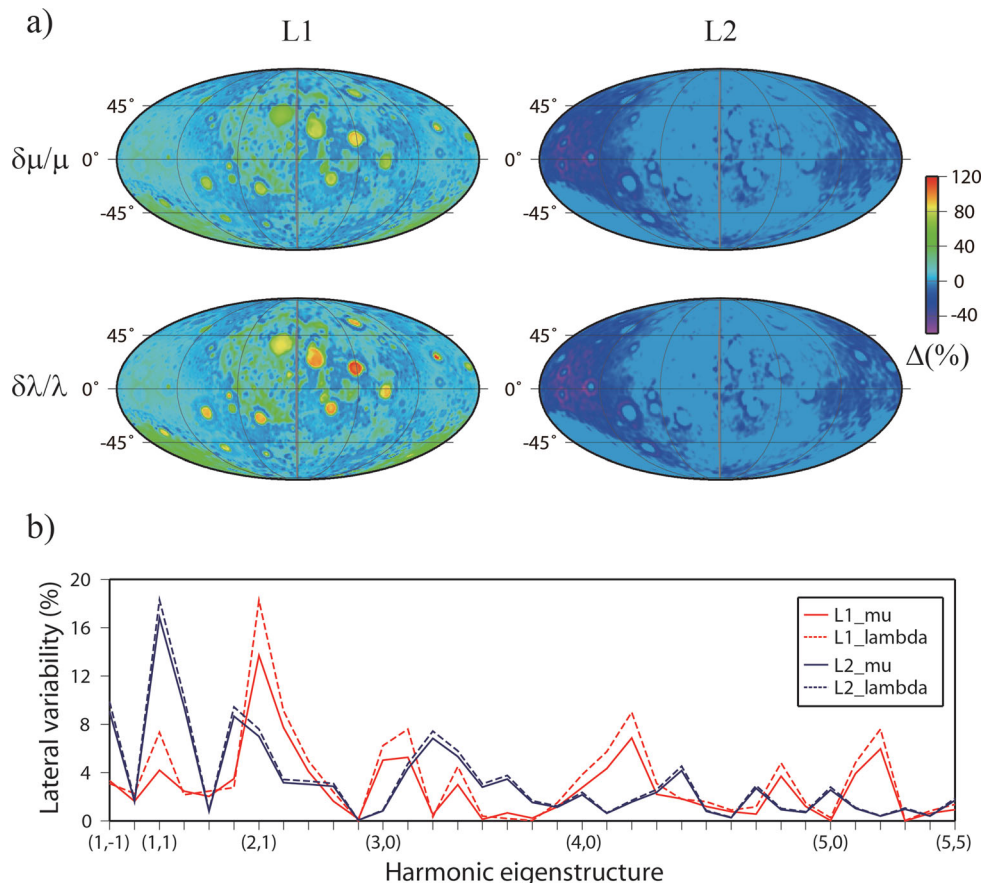 a)
L1
L2
45°
0°
-45°
δμ/μ
45°
0°
-45°
120
80
40
0
-40
Δ(%)
45°
0°
-45°
δλ/λ
45°
0°
-45°
b)
20
16
12
8
4
0
Lateral variability (%)
L1_mu
L1_lambda
L2_mu
L2_lambda
(1,-1)
(1,1)
(2,1)
(3,0)
(4,0)
(5,0)
(5,5)
Harmonic eigenstructure